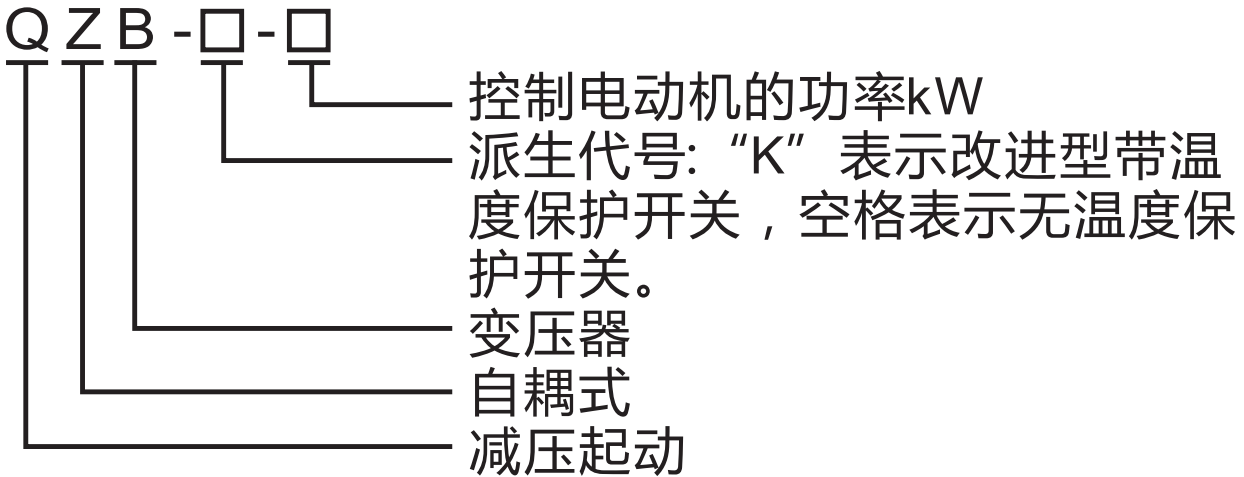 QZB-□-□
控制电动机的功率kW
派生代号:“K”表示改进型带温
度保护开关，空格表示无温度保
护开关。
变压器
自耦式
减压起动